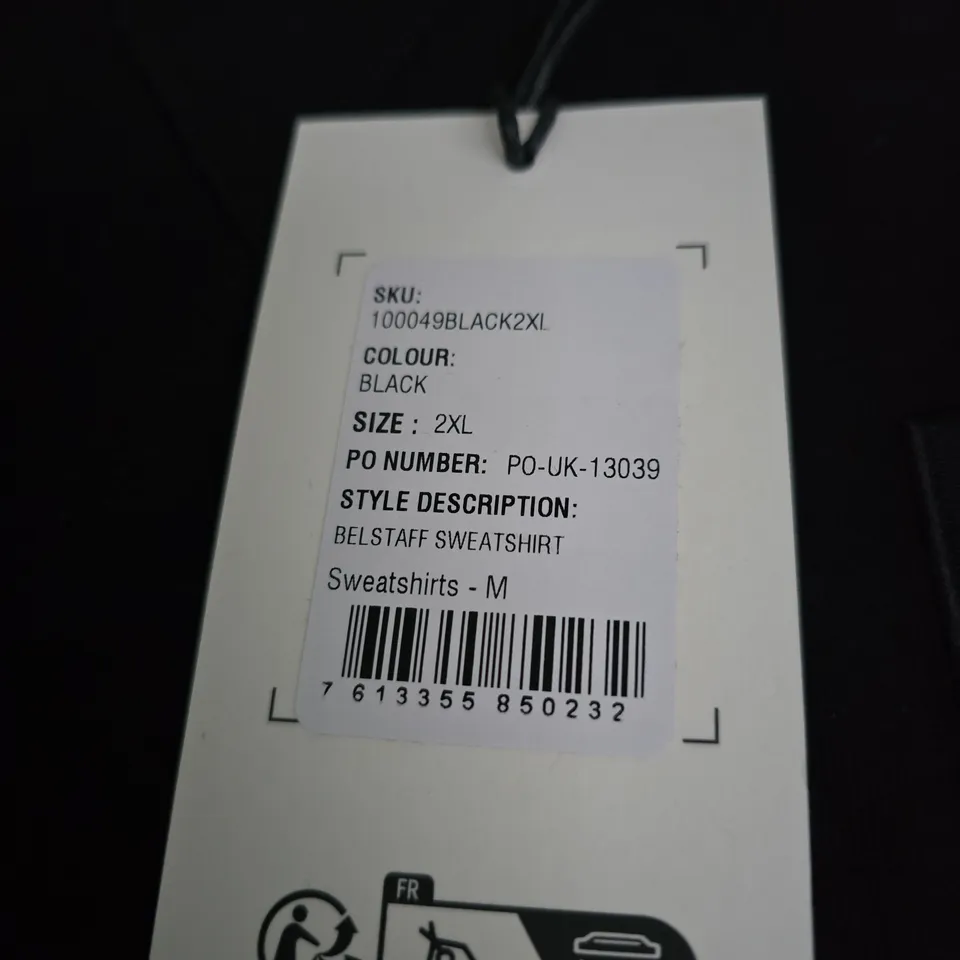 SKU:
100049BLACK2XL
COLOUR:
BLACK
SIZE : 2XL
PO NUMBER: PO-UK-13039
STYLE DESCRIPTION:
BELSTAFF SWEATSHIRT
Sweatshirts - M
7 613355 850232
FR